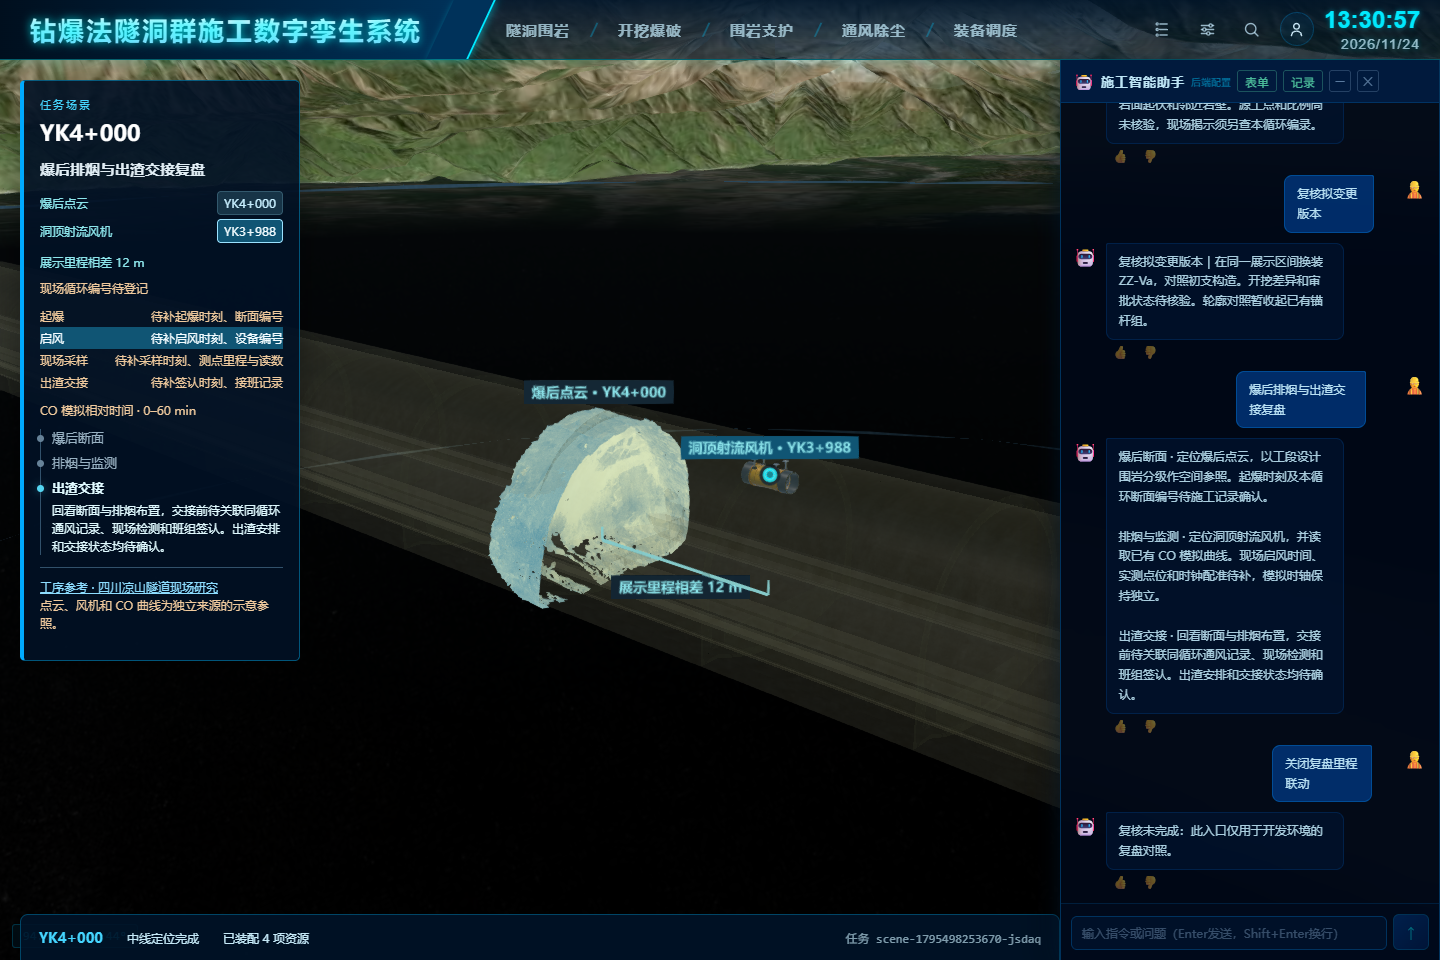 钻爆法隧洞群施工数字孪生系统
隧洞围岩 / 开挖爆破 / 围岩支护 / 通风除尘 / 装备调度
13:30:57
2026/11/24
任务场景
YK4+000
爆后排烟与出渣交接复盘
爆后点云 YK4+000
洞顶射流风机 YK3+988
展示里程相差 12 m
现场循环编号待登记
起爆 待补起爆时刻、断面编号
启风 待补启风时刻、设备编号
现场采样 待补采样时刻、测点里程与读数
出渣交接 待补签认时刻、接班记录
CO 模拟相对时间 · 0–60 min
爆后断面
排烟与监测
出渣交接
回看断面与排烟布置，交接前待关联同循环
通风记录、现场检测和班组签认。出渣安排
和交接状态均待确认。
工序参考 · 四川凉山隧道现场研究
点云、风机和 CO 曲线为独立来源的示意参
照。
爆后点云 • YK4+000
洞顶射流风机 • YK3+988
展示里程相差 12 m
YK4+000 中线定位完成 已装配 4 项资源
任务 scene-1795498253670-jsdaq
施工智能助手 后端配置 表单 记录
未核验，现场揭示须另查本循环编录。
复核拟变更
版本
复核拟变更版本 | 在同一展示区间换装
ZZ-Va，对照初支构造。开挖差异和审
批状态待核验。轮廓对照暂收起已有锚
杆组。
爆后排烟与出渣交
接复盘
爆后断面 · 定位爆后点云，以工段设计
围岩分级作空间参照。起爆时刻及本循
环断面编号待施工记录确认。
排烟与监测 · 定位洞顶射流风机，并读
取已有 CO 模拟曲线。现场启风时间、
实测点位和时钟配准待补，模拟时轴保
持独立。
出渣交接 · 回看断面与排烟布置，交接
前待关联同循环通风记录、现场检测和
班组签认。出渣安排和交接状态均待确
认。
关闭复盘里程
联动
复核未完成：此入口仅用于开发环境的
复盘对照。
输入指令或问题（Enter发送，Shift+Enter换行）